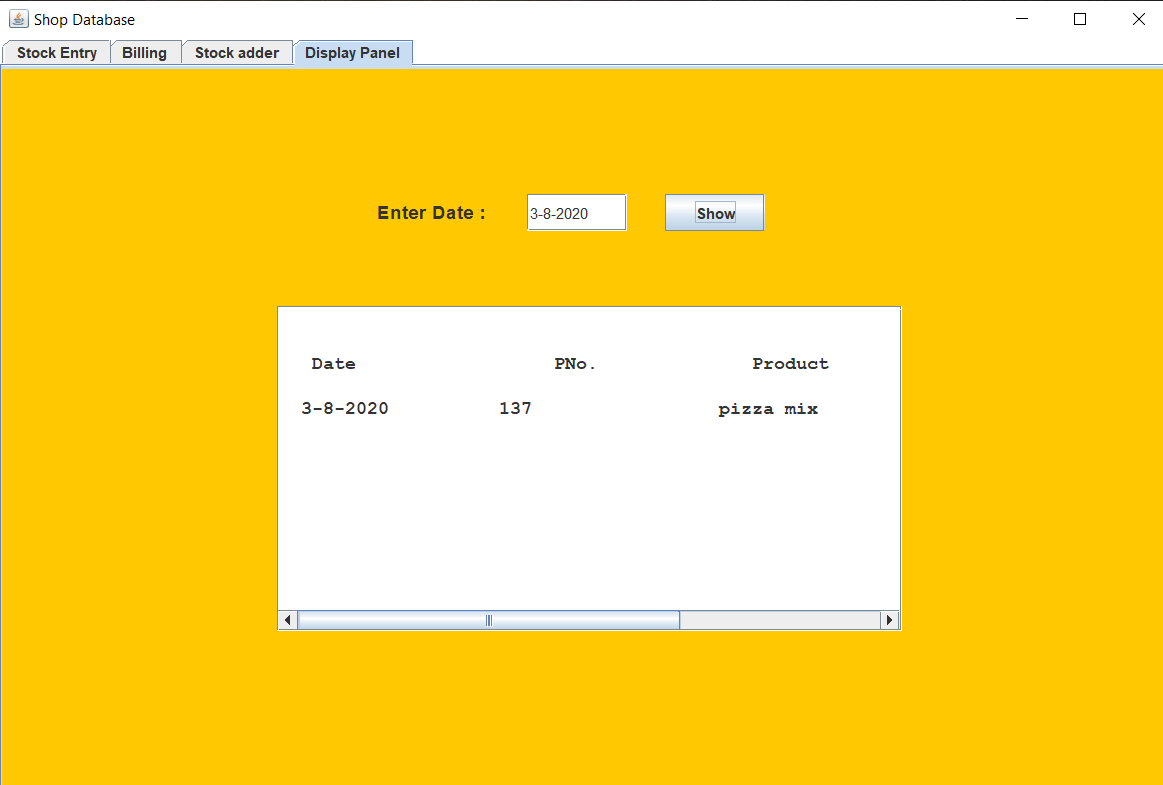 Shop Database
Stock Entry Billing Stock adder Display Panel
Enter Date : 3-8-2020 Show
Date PNo. Product
3-8-2020 137 pizza mix